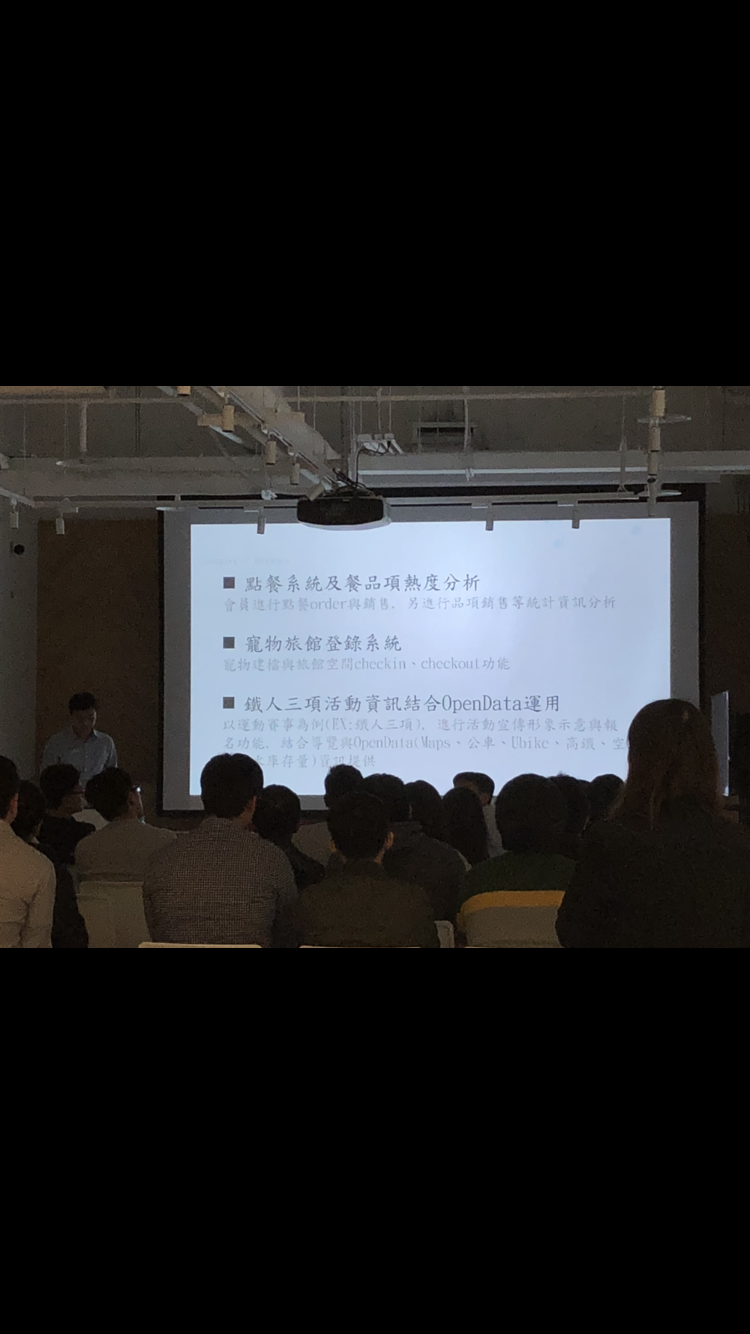 ■ 點餐系統及餐品項熱度分析
會員進行點餐order與銷售, 另進行品項銷售等統計資訊分析
■ 寵物旅館登錄系統
寵物建檔與旅館空間checkin、checkout功能
■ 鐵人三項活動資訊結合OpenData運用
以運動賽事為例(EX:鐵人三項), 進行活動宣傳形象示意與報
名功能, 結合導覽與OpenData(Maps、公車、Ubike、高鐵、空
庫存量)資訊提供